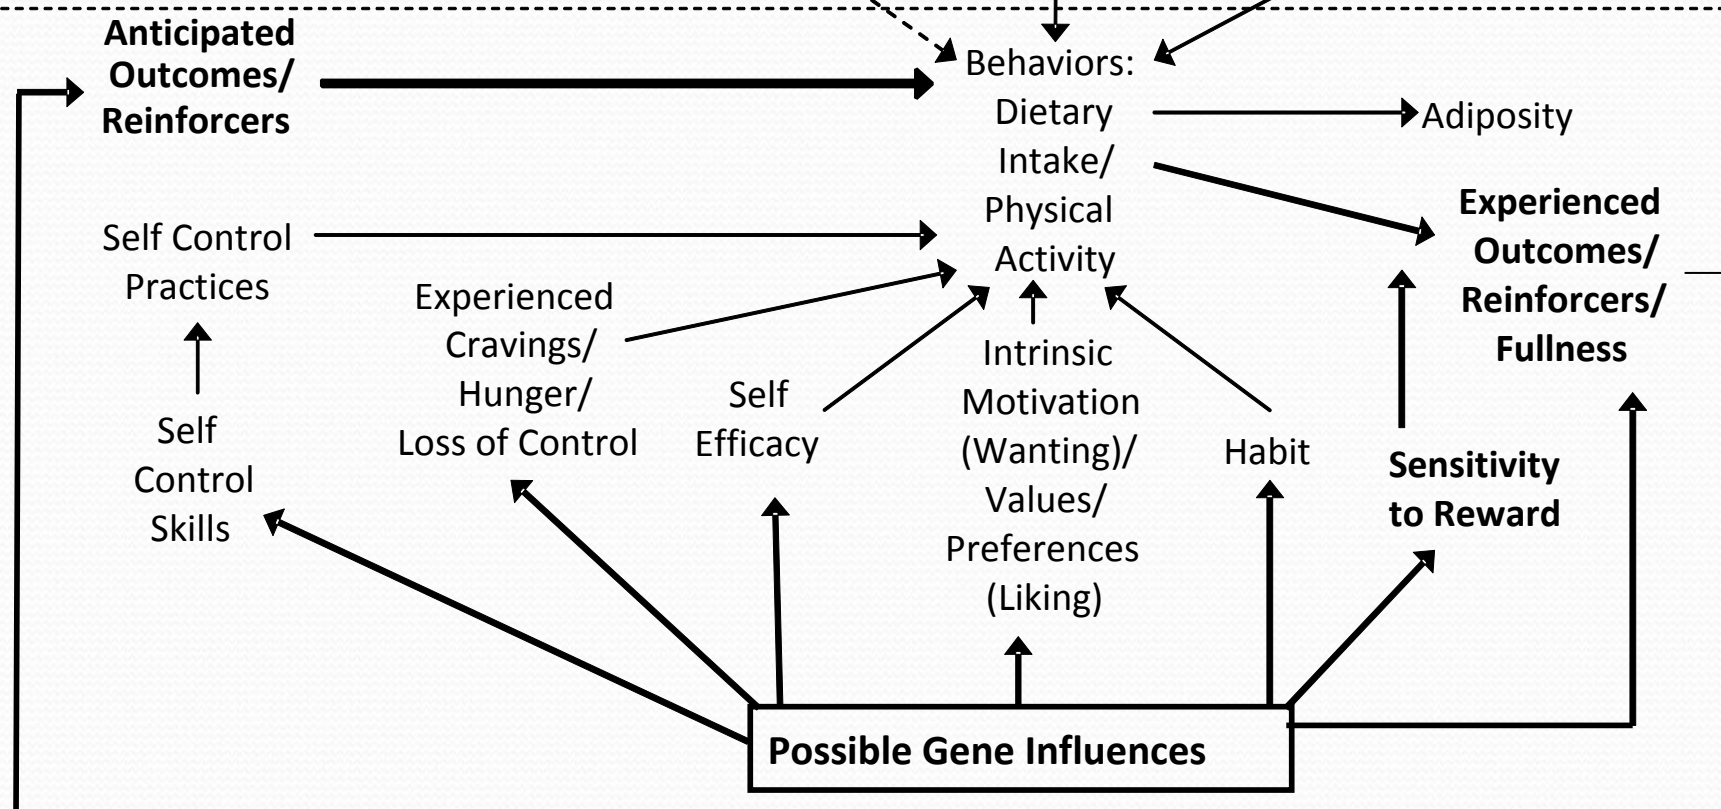 Anticipated
Outcomes/
Reinforcers
Behaviors:
Dietary
Intake/
Physical
Activity
Adiposity
Experienced
Outcomes/
Reinforcers/
Fullness
Self Control
Practices
Experienced
Cravings/
Hunger/
Loss of Control
Self
Efficacy
Intrinsic
Motivation
(Wanting)/
Values/
Preferences
(Liking)
Habit
Sensitivity
to Reward
Self
Control
Skills
Possible Gene Influences